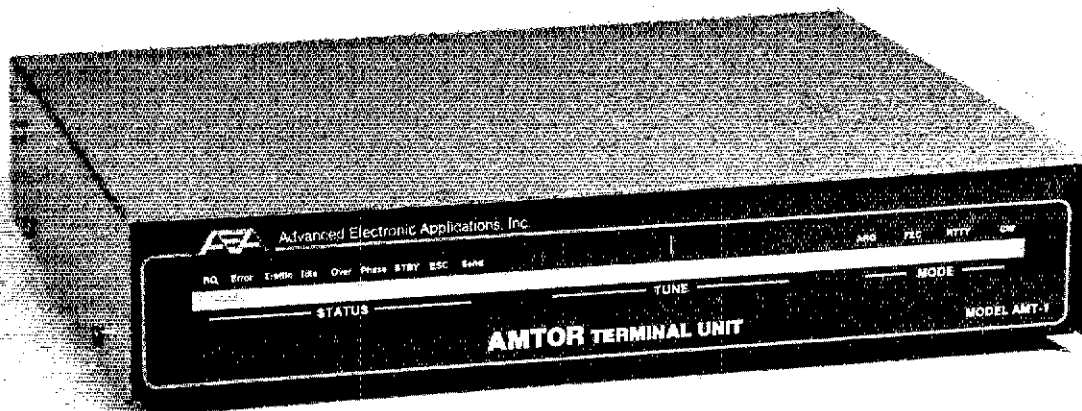 AEA Advanced Electronic Applications, Inc.
RQ Error Traffic Idle Over Phase STBY ESC Send
ARQ FEC RTTY CW
STATUS TUNE MODE
AMTOR TERMINAL UNIT
MODEL AMT-1